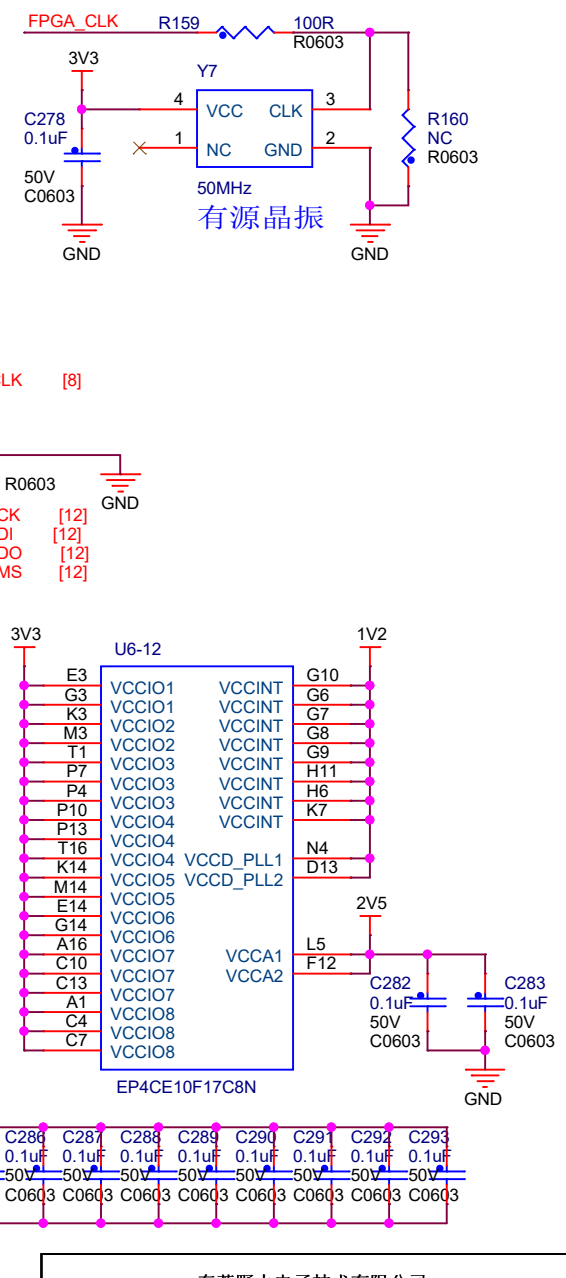 FPGA_CLK R159 100R
R0603
3V3
Y7
4 VCC CLK 3
C278
0.1uF
R160
NC
R0603
1 NC GND 2
50V
C0603
50MHz
有源晶振
GND GND
LK [8]
R0603
GND
CK [12]
DI [12]
DO [12]
MS [12]
3V3 1V2
U6-12
E3 VCCIO1 VCCINT G10
G3 VCCIO1 VCCINT G6
K3 VCCIO2 VCCINT G7
M3 VCCIO2 VCCINT G8
T1 VCCIO3 VCCINT G9
P7 VCCIO3 VCCINT H11
P4 VCCIO3 VCCINT H6
P10 VCCIO4 VCCINT K7
P13 VCCIO4
T16 VCCIO4 VCCD_PLL1 N4
K14 VCCIO5 VCCD_PLL2 D13
M14 VCCIO5
E14 VCCIO6
2V5
G14 VCCIO6
A16 VCCIO7 VCCA1 L5
C10 VCCIO7 VCCA2 F12
C13 VCCIO7
A1 VCCIO8
C4 VCCIO8
C7 VCCIO8
C282
0.1uF
50V
C0603
C283
0.1uF
50V
C0603
EP4CE10F17C8N
GND
C286 C287 C288 C289 C290 C291 C292 C293
0.1uF 0.1uF 0.1uF 0.1uF 0.1uF 0.1uF 0.1uF 0.1uF
50V 50V 50V 50V 50V 50V 50V 50V
C0603 C0603 C0603 C0603 C0603 C0603 C0603 C0603